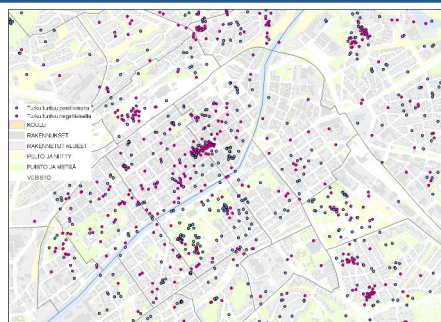 Turku tuntuu positiiviselta
Turku tuntuu negatiiviselta
KOULU
RAKENNUKSET
RAKENNETUT ALUEET
PELTO JA NIITTY
PUISTO JA METSÄ
VESISTÖ